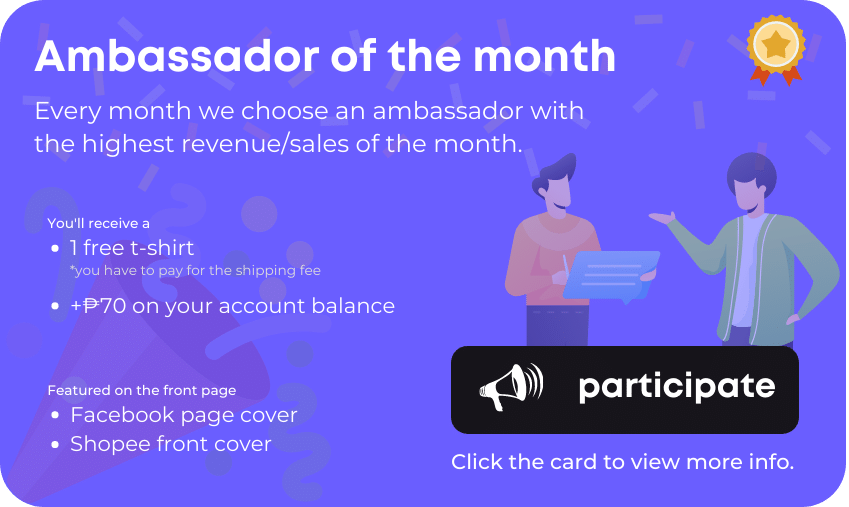 Ambassador of the month
Every month we choose an ambassador with
the highest revenue/sales of the month.
You'll receive a
• 1 free t-shirt
*you have to pay for the shipping fee
• +₱70 on your account balance
Featured on the front page
• Facebook page cover
• Shopee front cover
participate
Click the card to view more info.